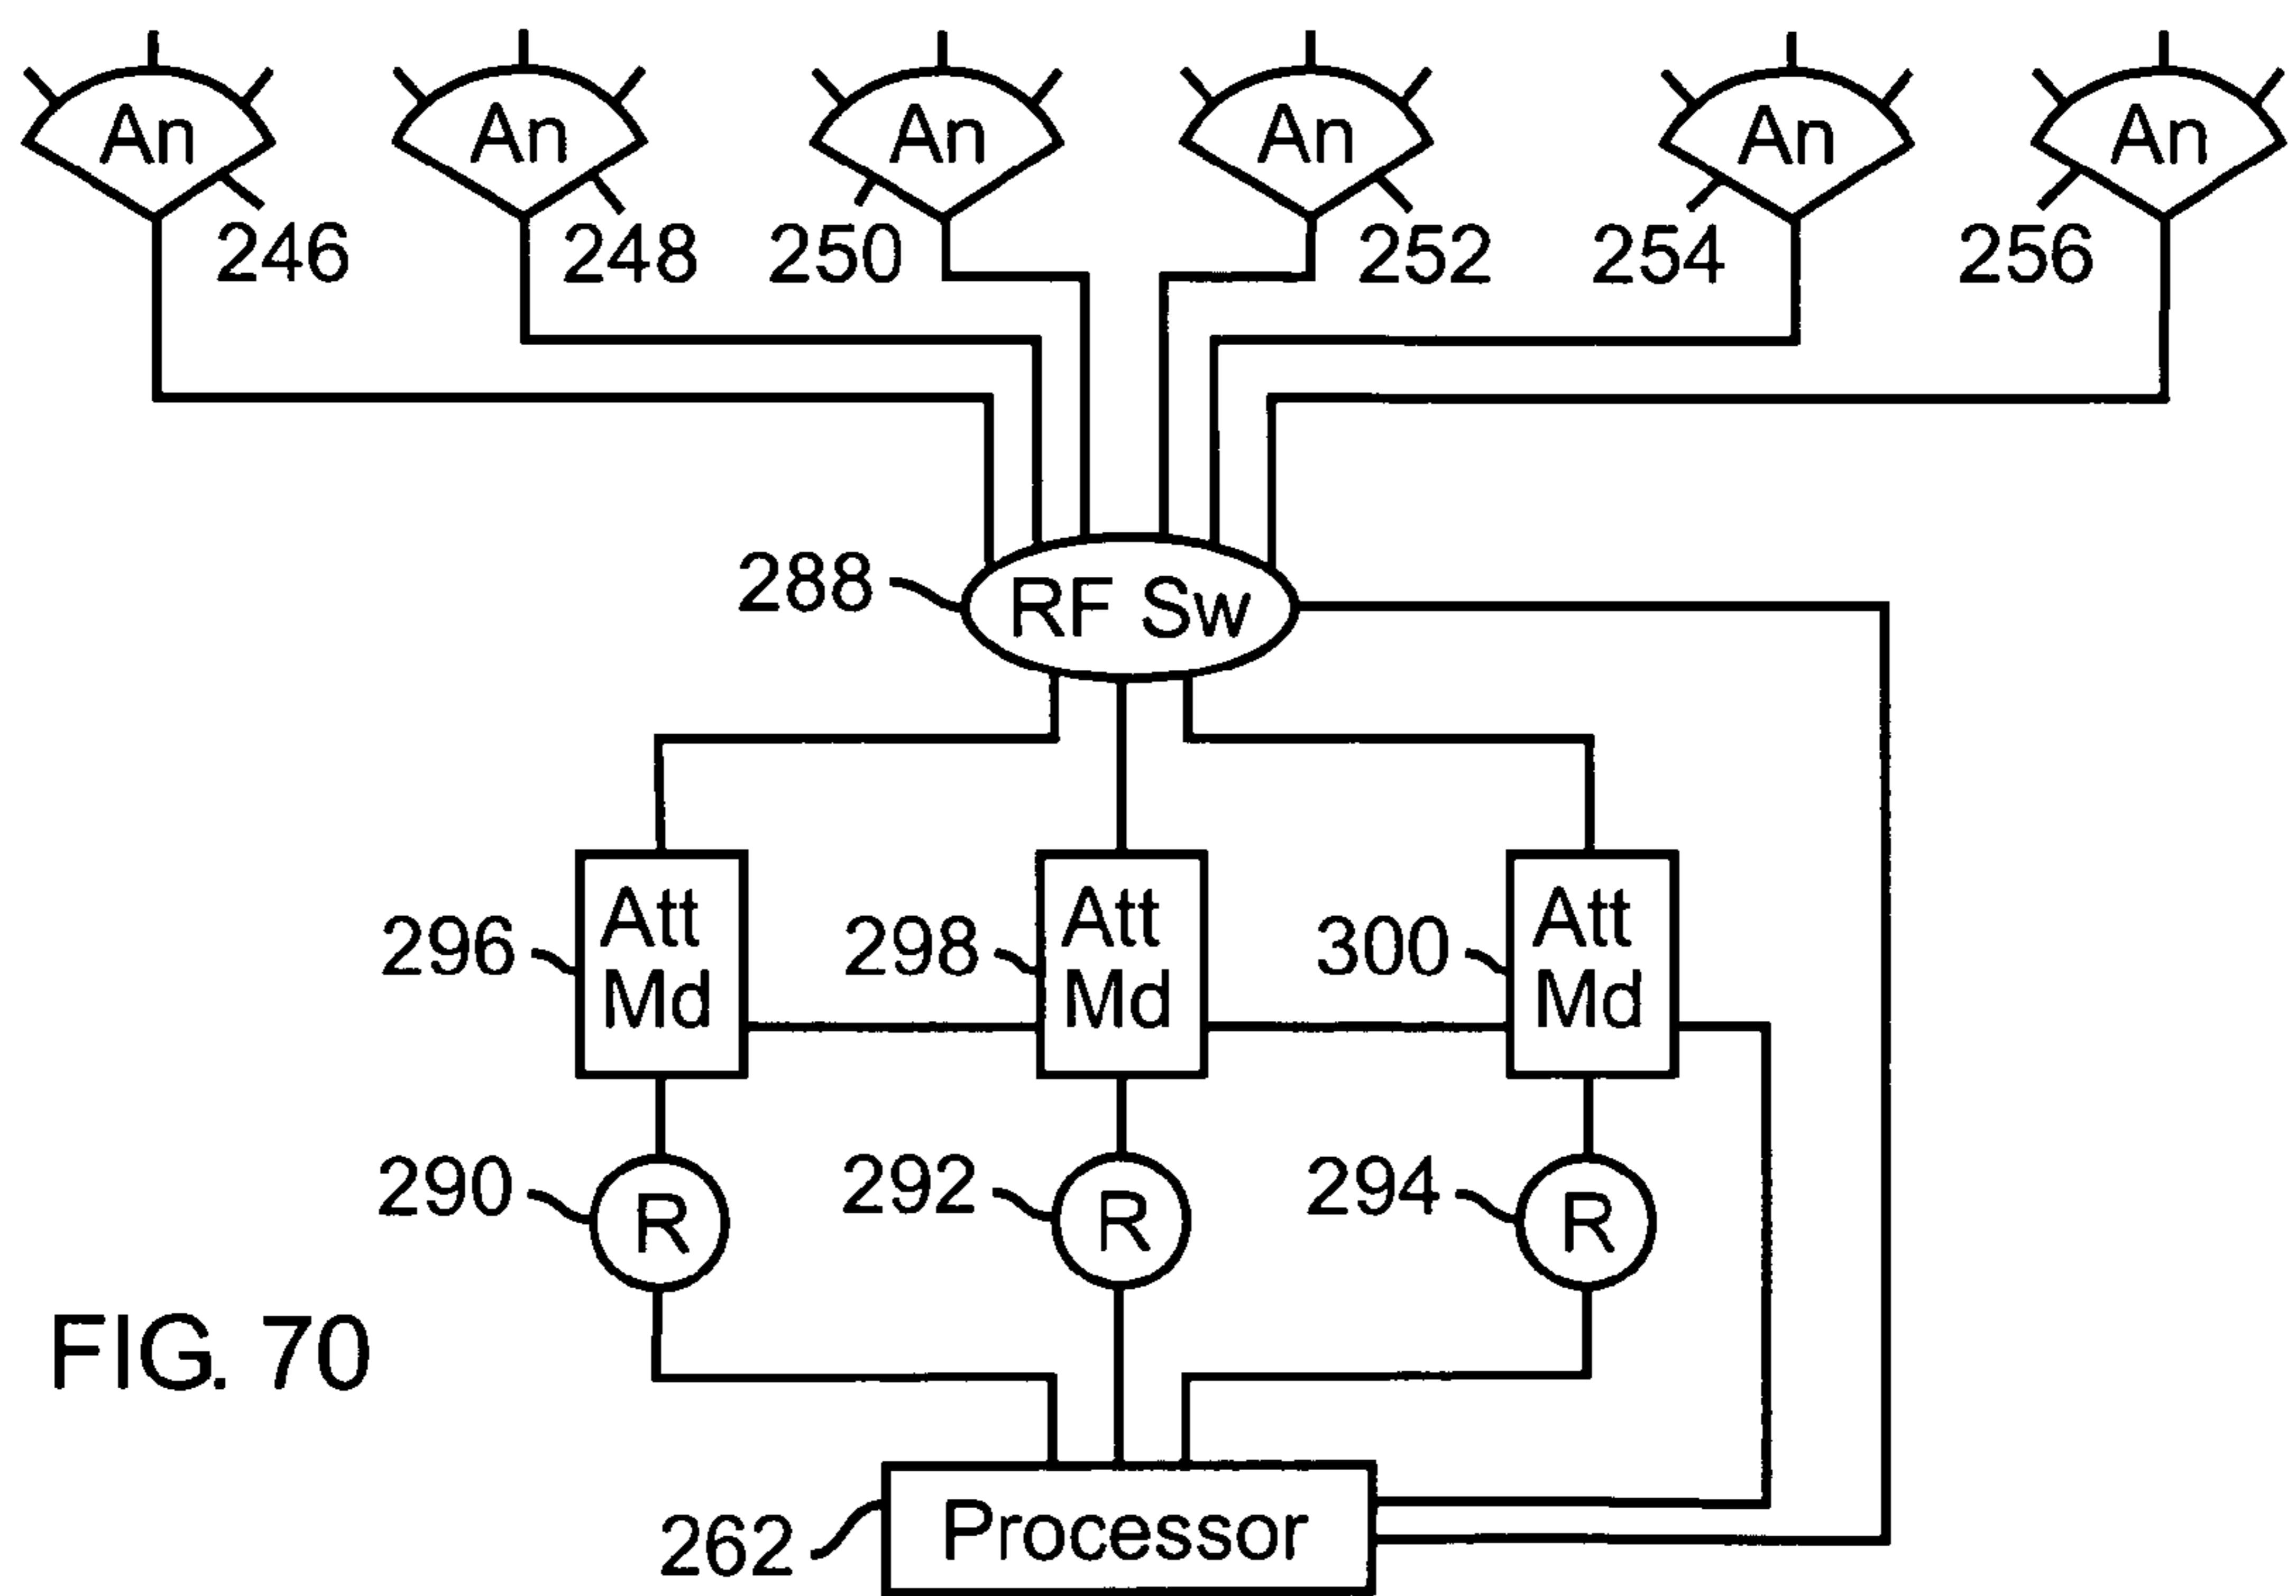 An An An An An An
246 248 250 252 254 256
288 RF Sw
Att Att Att
296 298 300
Md Md Md
290 R 292 R 294 R
FIG. 70
262 Processor